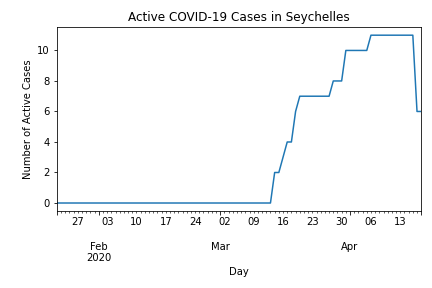 Active COVID-19 Cases in Seychelles
10
8
6
4
2
0
Number of Active Cases
27 03 10 17 24 02 09 16 23 30 06 13
Feb Mar Apr
2020
Day